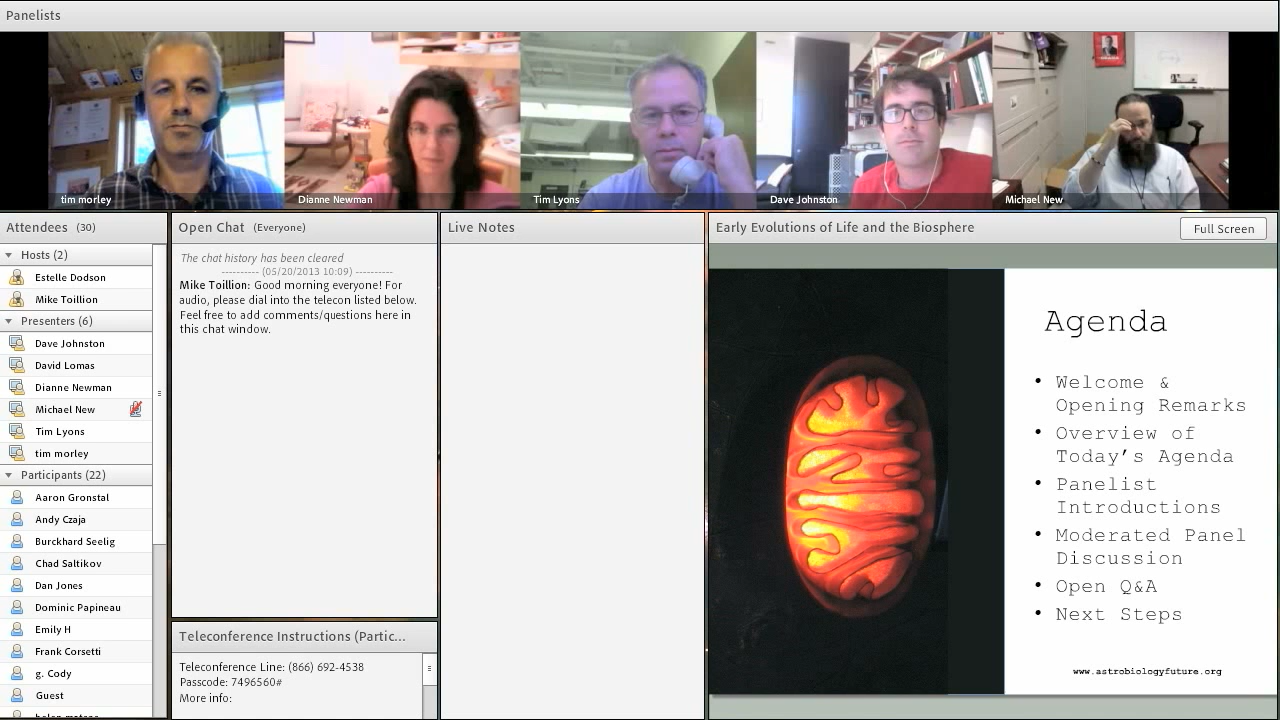 Panelists
tim morley
Dianne Newman
Tim Lyons
Dave Johnston
Michael New
Attendees (30)
Hosts (2)
Estelle Dodson
Mike Toillion
Presenters (6)
Dave Johnston
David Lomas
Dianne Newman
Michael New
Tim Lyons
tim morley
Participants (22)
Aaron Gronstal
Andy Czaja
Burckhard Seelig
Chad Saltikov
Dan Jones
Dominic Papineau
Emily H
Frank Corsetti
g. Cody
Guest
Open Chat (Everyone)
The chat history has been cleared
---------- (05/20/2013 10:09) ----------
Mike Toillion: Good morning everyone! For
audio, please dial into the telecon listed below.
Feel free to add comments/questions here in
this chat window.
Teleconference Instructions (Partic...
Teleconference Line: (866) 692-4538
Passcode: 7496560#
More info:
Live Notes
Early Evolutions of Life and the Biosphere
Full Screen
Agenda
• Welcome &
Opening Remarks
• Overview of
Today’s Agenda
• Panelist
Introductions
• Moderated Panel
Discussion
• Open Q&A
• Next Steps
www.astrobiologyfuture.org